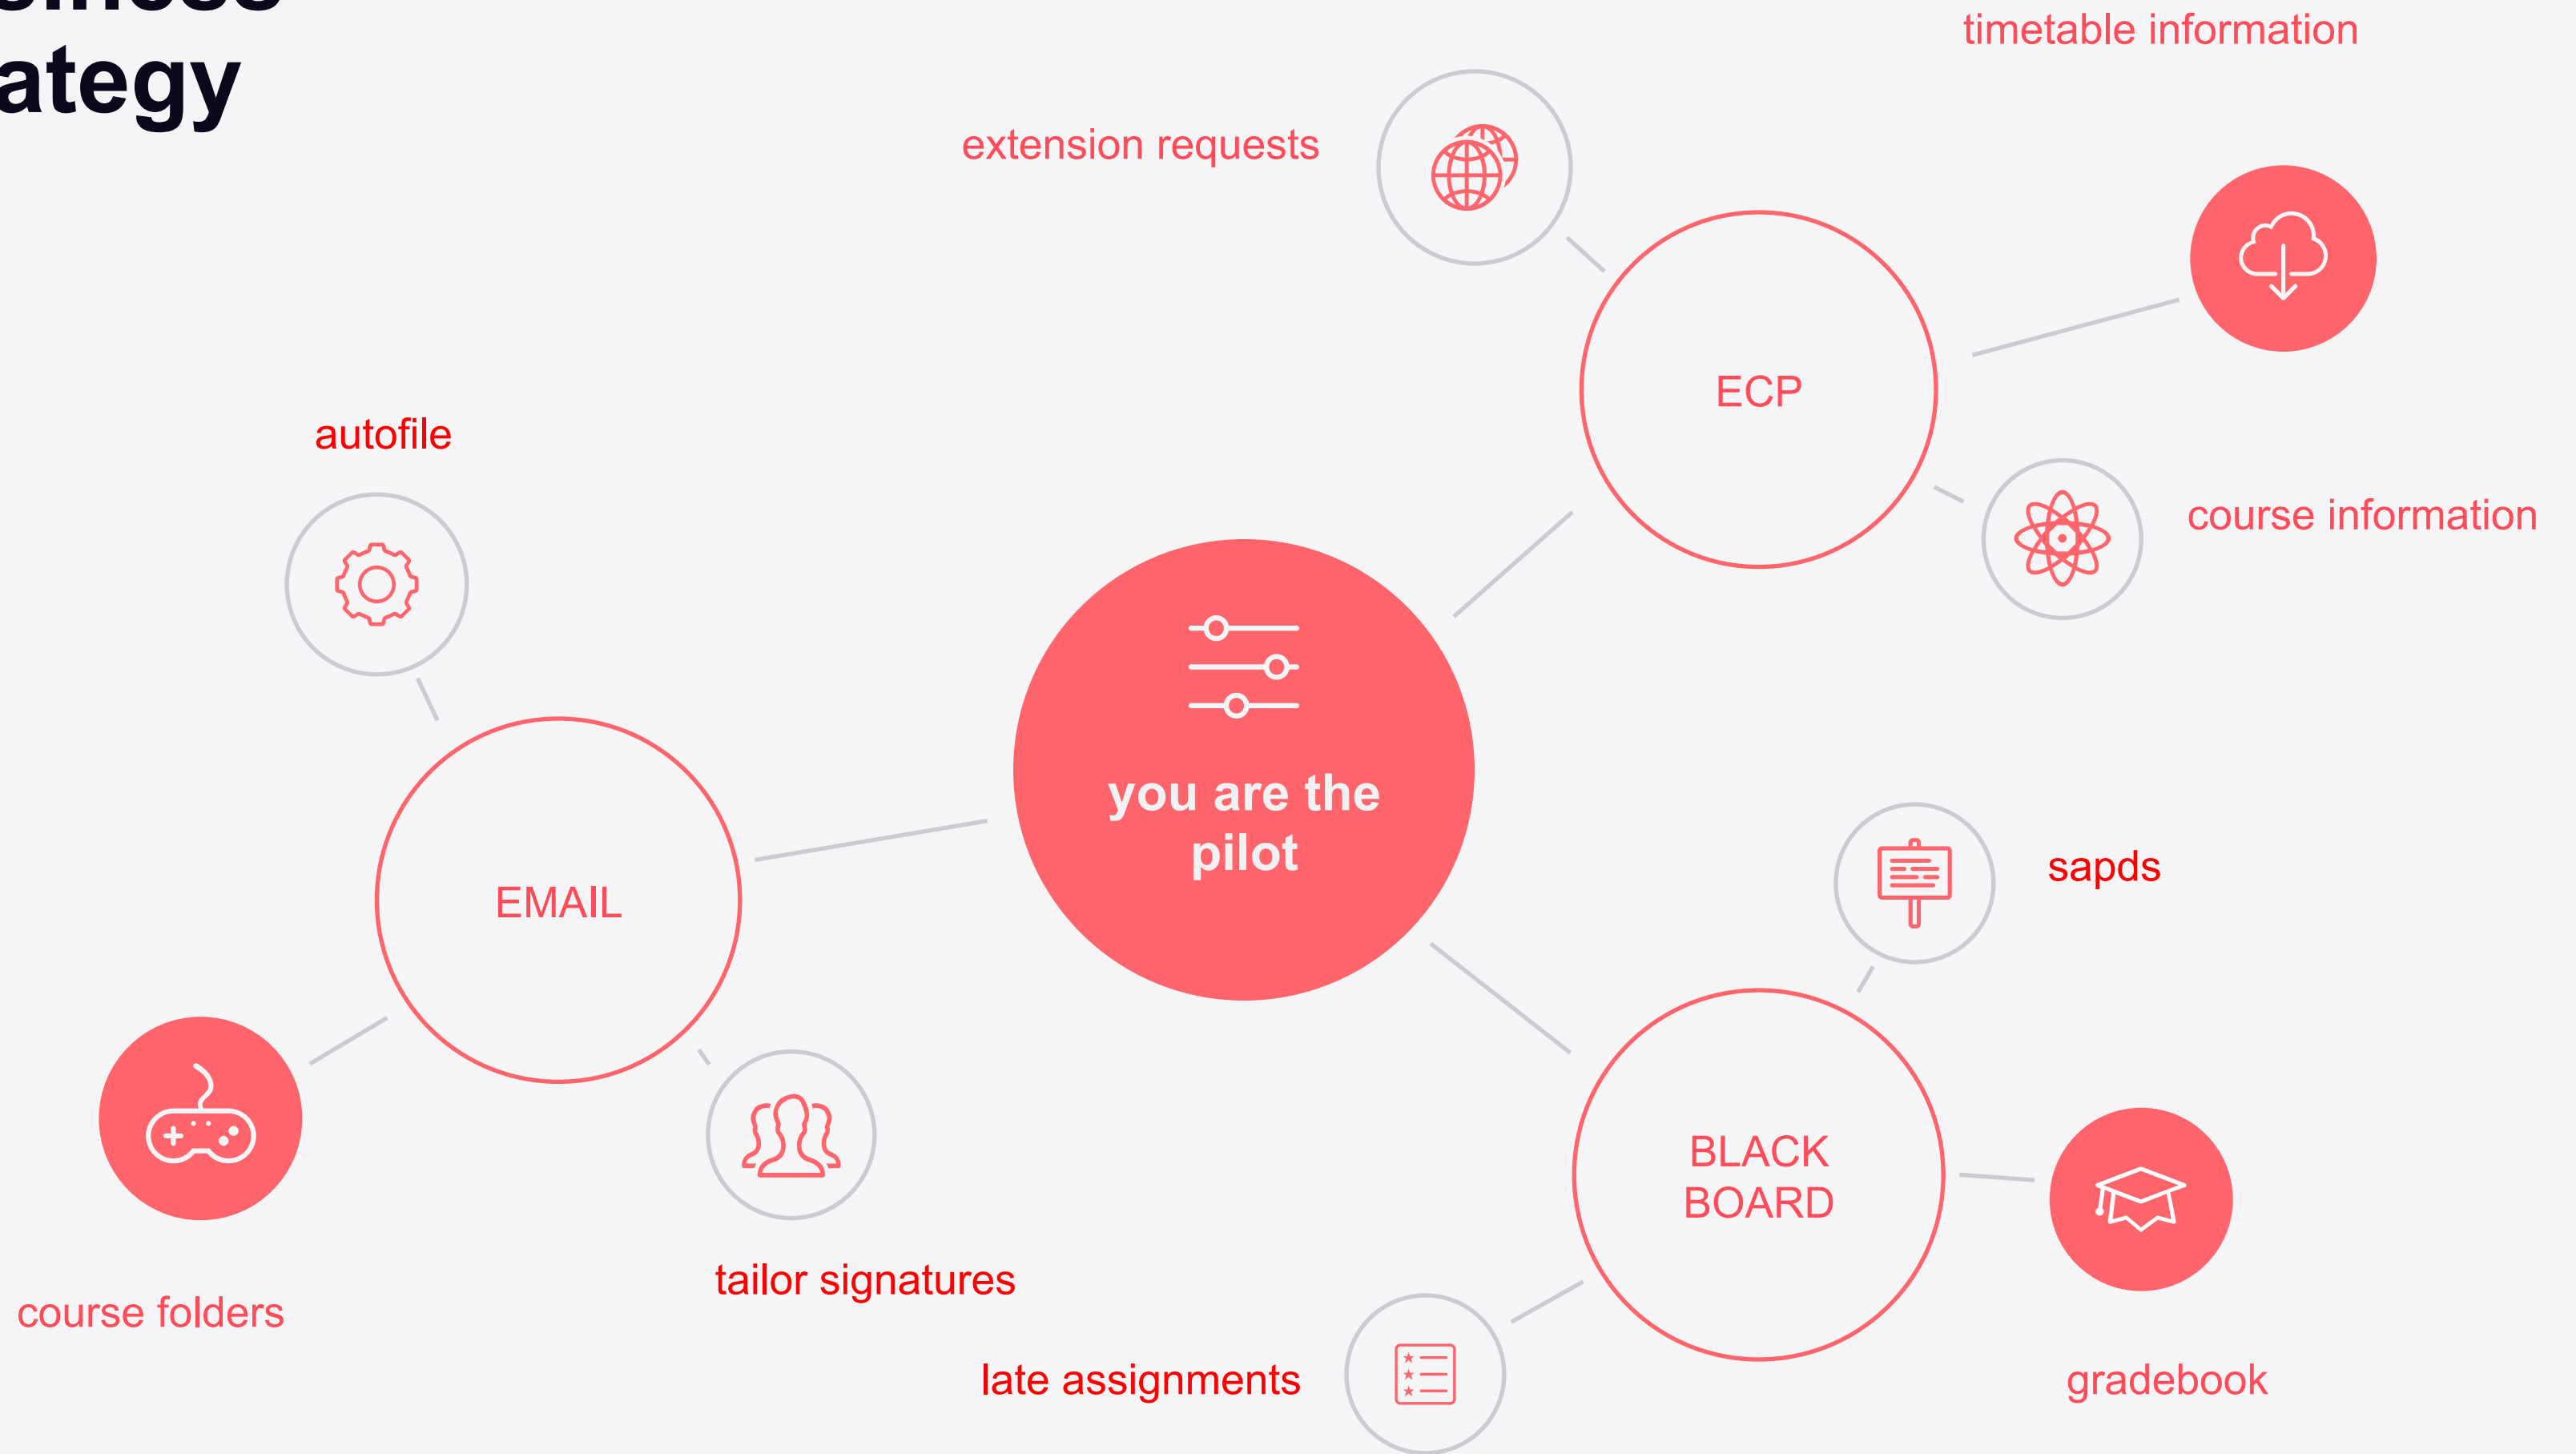 ategy
timetable information
extension requests
ECP
autofile
course information
you are the
pilot
sapds
EMAIL
BLACK
BOARD
tailor signatures
course folders
late assignments
gradebook